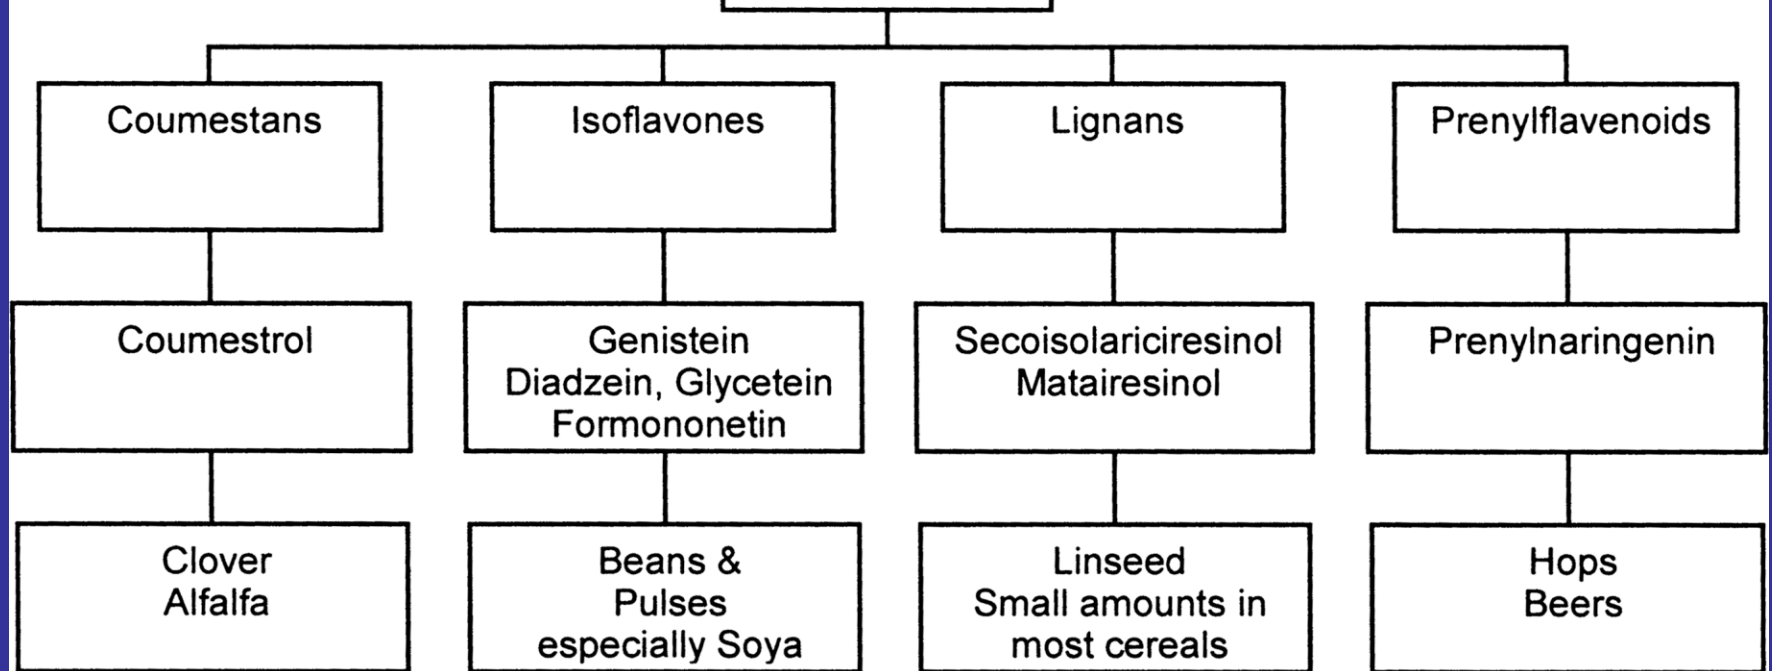 Coumestans
Isoflavones
Lignans
Prenylflavenoids
Coumestrol
Genistein
Diadzein, Glycetein
Formononetin
Secoisolariciresinol
Matairesinol
Prenylnaringenin
Clover
Alfalfa
Beans &
Pulses
especially Soya
Linseed
Small amounts in
most cereals
Hops
Beers